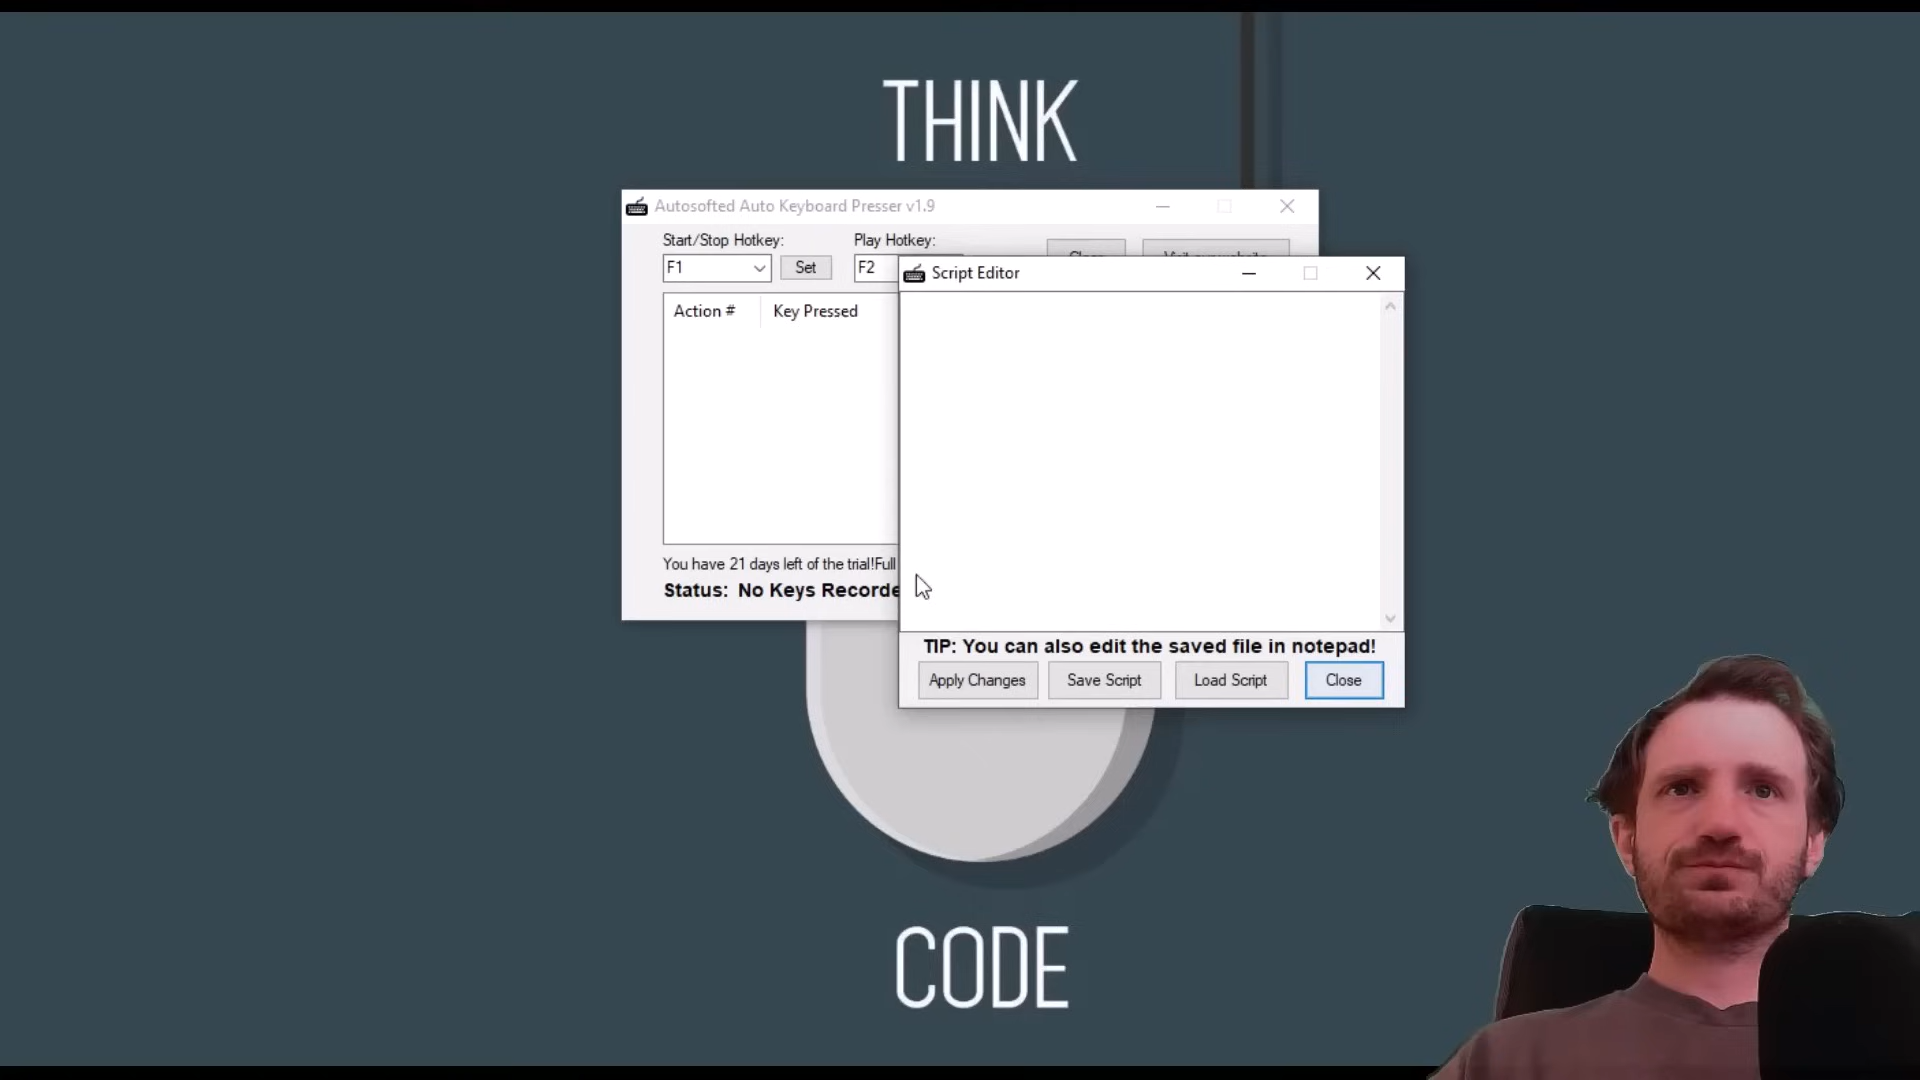 THINK
Autosofted Auto Keyboard Presser v1.9
Start/Stop Hotkey:
Play Hotkey:
F1
Set
F2
Script Editor
Action #
Key Pressed
You have 21 days left of the trial!Full
Status: No Keys Recorde
TIP: You can also edit the saved file in notepad!
Apply Changes
Save Script
Load Script
Close
CODE